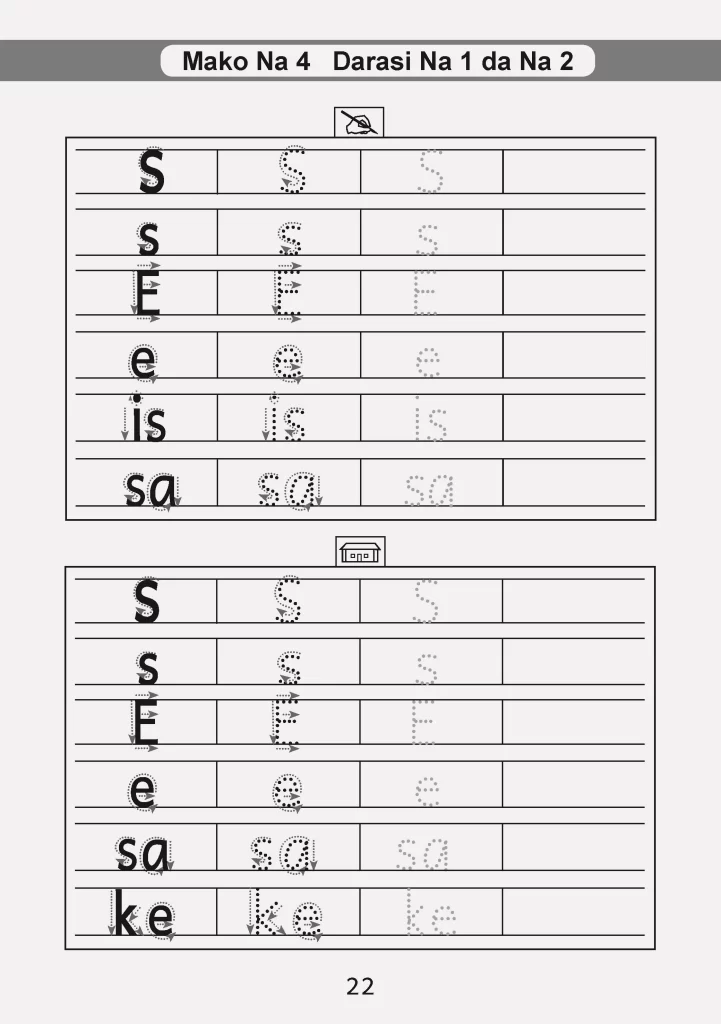 Mako Na 4 Darasi Na 1 da Na 2
S S S
s s s
E E E
e e e
is is is
sa sa sa
S S S
s s s
E E E
e e e
sa sa sa
ke ke ke
22